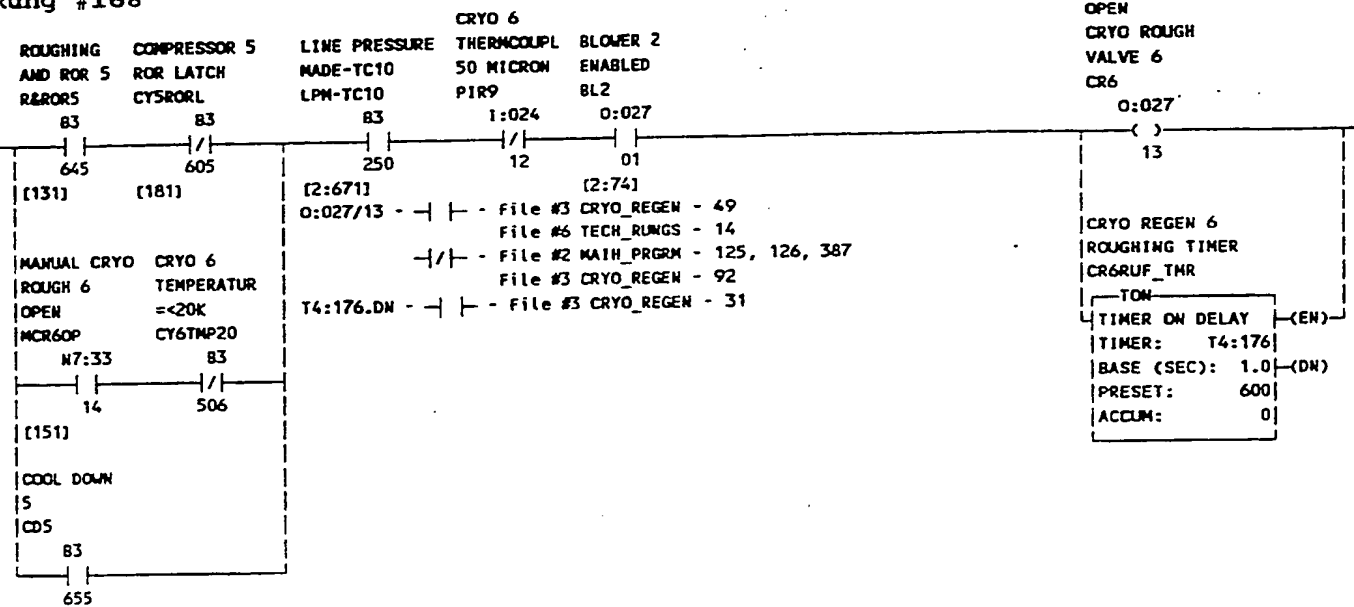 Rung #168
ROUGHING
AND ROR 5
R&ROR5
B3
645
[131]
COMPRESSOR 5
ROR LATCH
CY5RORL
B3
605
[181]
LINE PRESSURE
MADE-TC10
LPM-TC10
B3
250
[2:671]
CRYO 6
THERMCOUPL
50 MICRON
PIR9
I:024
12
BLOWER 2
ENABLED
BL2
O:027
01
[2:74]
OPEN
CRYO ROUGH
VALVE 6
CR6
O:027
13
O:027/13 - ┤ ├ - File #3 CRYO_REGEN - 49
File #6 TECH_RUNGS - 14
┤/├ - File #2 MAIN_PRGRM - 125, 126, 387
File #3 CRYO_REGEN - 92
T4:176.DN - ┤ ├ - File #3 CRYO_REGEN - 31
MANUAL CRYO
ROUGH 6
OPEN
MCR6OP
N7:33
14
[151]
CRYO 6
TEMPERATUR
=<20K
CY6TMP20
B3
506
COOL DOWN
5
CD5
B3
655
CRYO REGEN 6
ROUGHING TIMER
CR6RUF_TMR
TON
TIMER ON DELAY (EN)
TIMER: T4:176
BASE (SEC): 1.0 (DN)
PRESET: 600
ACCUM: 0